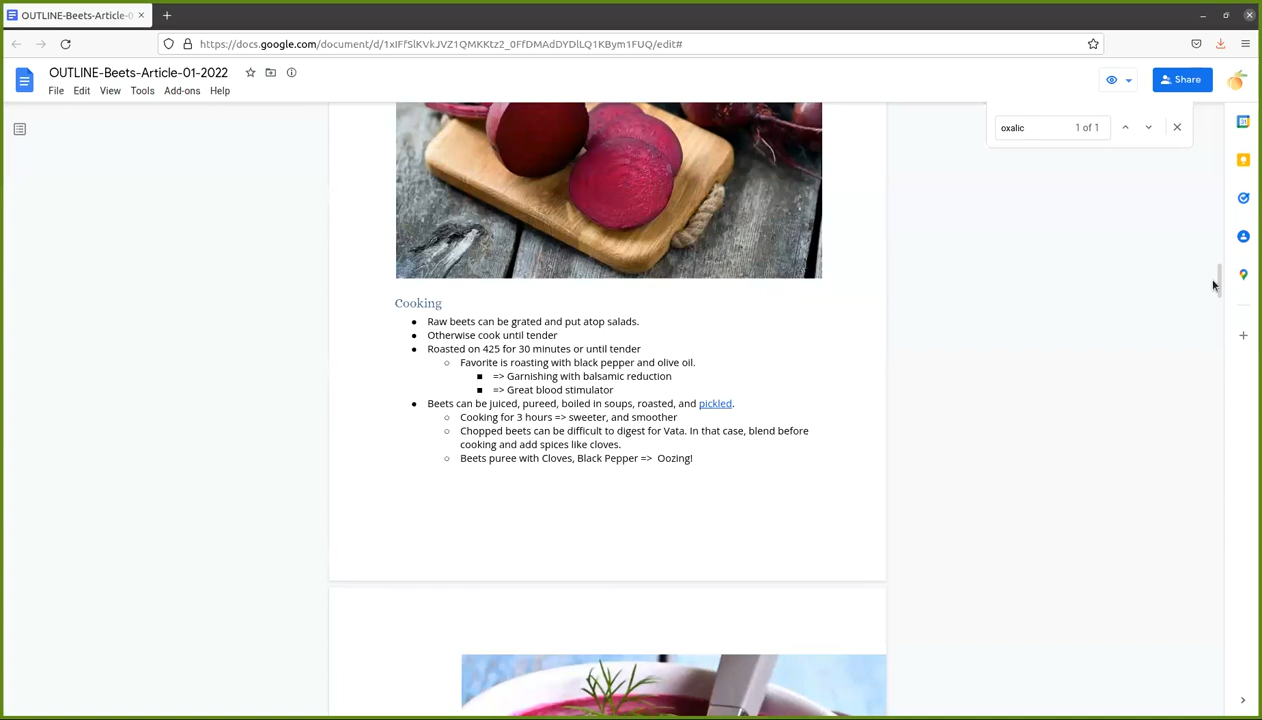 OUTLINE-Beets-Article-0
https://docs.google.com/document/d/1xIFfSlKVkJVZ1QMKKtz2_0FfDMAdDYDlLQ1KBym1FUQ/edit#
OUTLINE-Beets-Article-01-2022
Share
File Edit View Tools Add-ons Help
oxalic 1 of 1
Cooking
● Raw beets can be grated and put atop salads.
● Otherwise cook until tender
● Roasted on 425 for 30 minutes or until tender
○ Favorite is roasting with black pepper and olive oil.
■ => Garnishing with balsamic reduction
■ => Great blood stimulator
● Beets can be juiced, pureed, boiled in soups, roasted, and pickled.
○ Cooking for 3 hours => sweeter, and smoother
○ Chopped beets can be difficult to digest for Vata. In that case, blend before
cooking and add spices like cloves.
○ Beets puree with Cloves, Black Pepper => Oozing!